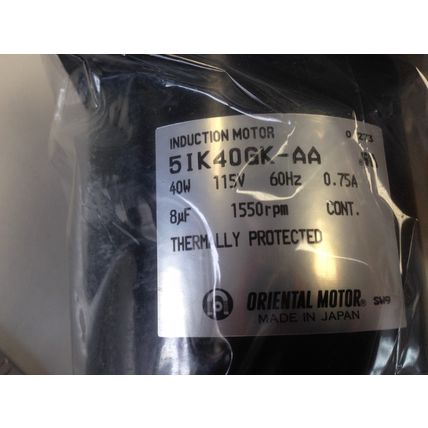 INDUCTION MOTOR
5IK40GK-AA
40W 115V 60Hz 0.75A
8µF 1550rpm CONT.
THERMALLY PROTECTED
ORIENTAL MOTOR® SW9
MADE IN JAPAN